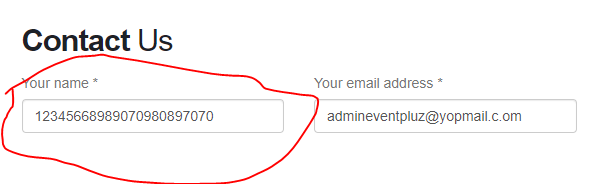 Contact Us
Your name * Your email address *
12345668989070980897070 admineventpluz@yopmail.c.om